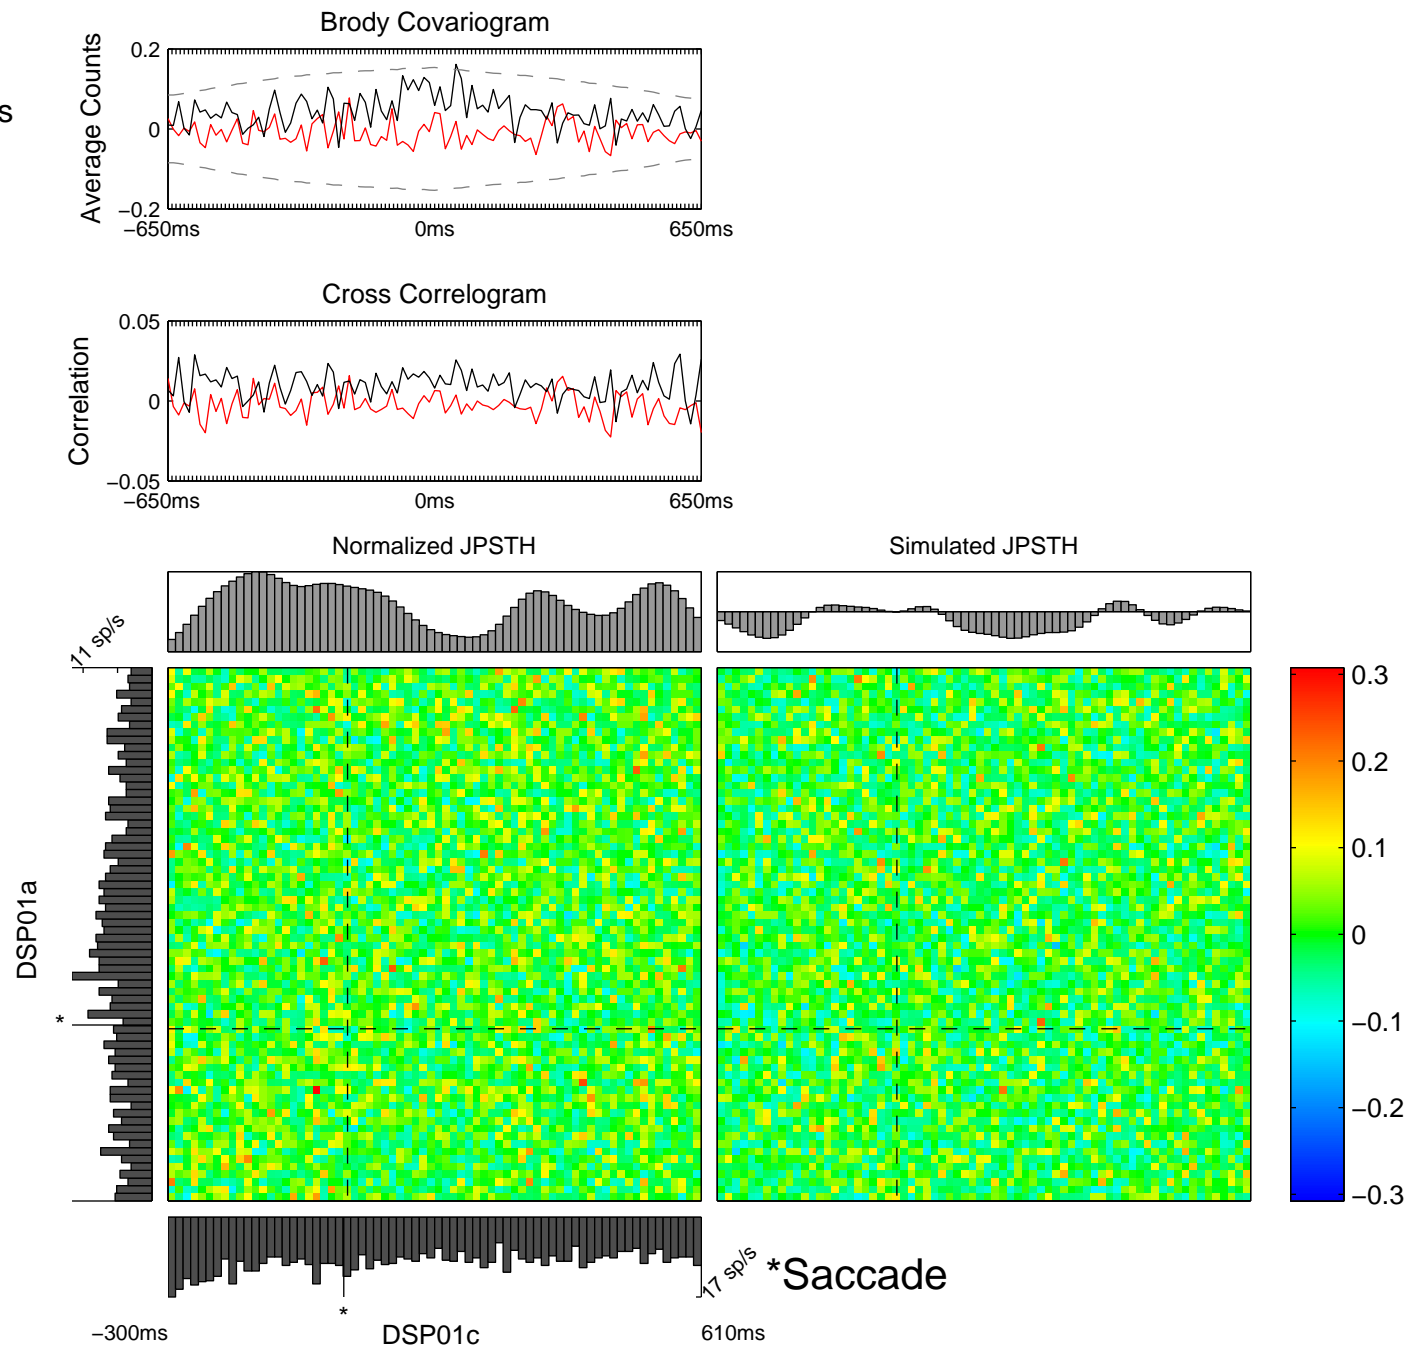 Brody Covariogram
s
Average Counts
0.2
0
−0.2
−650ms
0ms
650ms
Cross Correlogram
Correlation
0.05
0
−0.05
−650ms
0ms
650ms
Normalized JPSTH
Simulated JPSTH
11 sp/s
DSP01a
*
0.3
0.2
0.1
0
−0.1
−0.2
−0.3
17 sp/s
*Saccade
*
−300ms
DSP01c
610ms